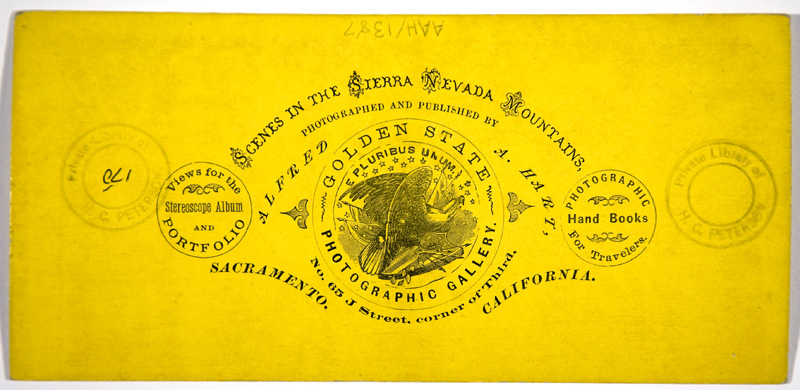 AAH/1387
SCENES IN THE SIERRA NEVADA MOUNTAINS,
PHOTOGRAPHED AND PUBLISHED BY
ALFRED A. HART,
GOLDEN STATE
E PLURIBUS UNUM.
PHOTOGRAPHIC GALLERY.
No. 65 J Street, corner of Third,
SACRAMENTO. CALIFORNIA.
Views for the
Stereoscope Album
AND
PORTFOLIO
PHOTOGRAPHIC
Hand Books
For Travelers.
Private Library of
170
H. C. PETERSON
Private Library of
H. C. PETERSON